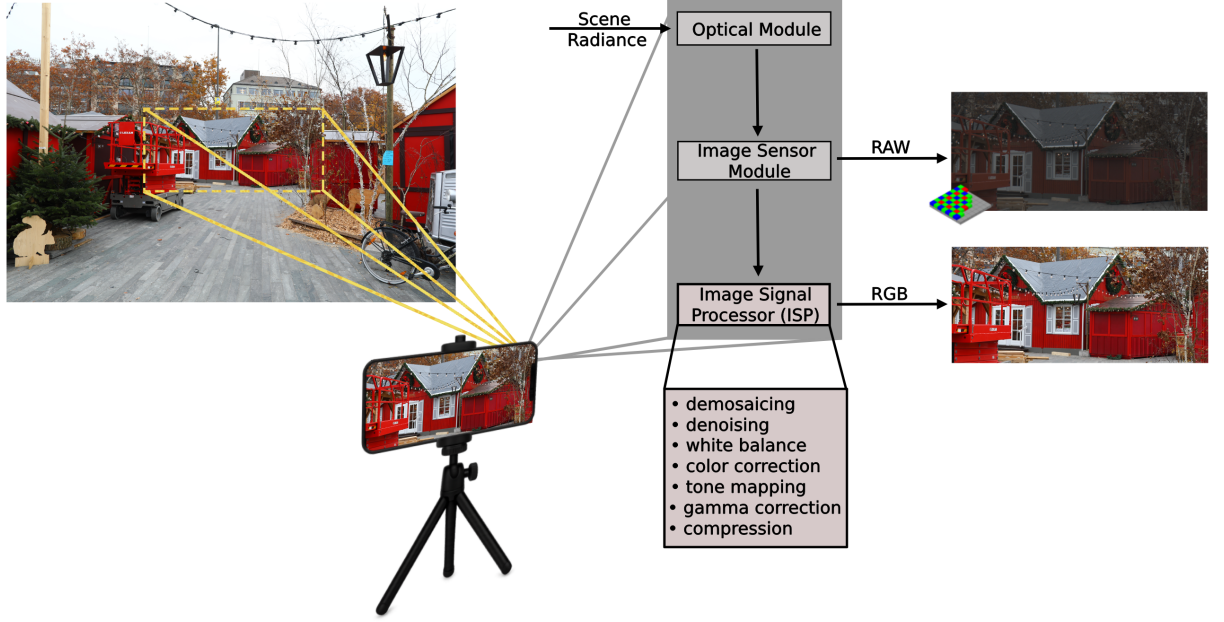 Scene
Radiance
Optical Module
Image Sensor
Module
RAW
Image Signal
Processor (ISP)
RGB
• demosaicing
• denoising
• white balance
• color correction
• tone mapping
• gamma correction
• compression